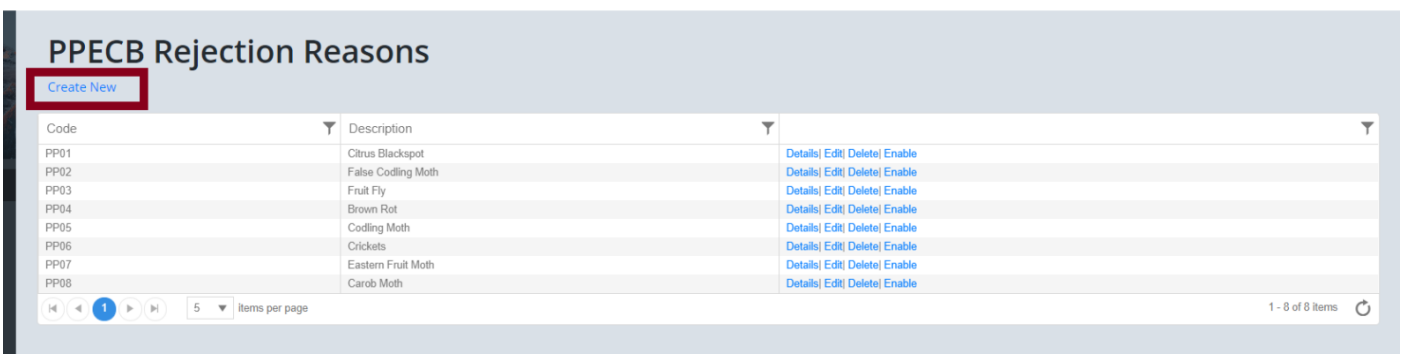 PPECB Rejection Reasons
Create New
Code Description
PP01 Citrus Blackspot Details| Edit| Delete| Enable
PP02 False Codling Moth Details| Edit| Delete| Enable
PP03 Fruit Fly Details| Edit| Delete| Enable
PP04 Brown Rot Details| Edit| Delete| Enable
PP05 Codling Moth Details| Edit| Delete| Enable
PP06 Crickets Details| Edit| Delete| Enable
PP07 Eastern Fruit Moth Details| Edit| Delete| Enable
PP08 Carob Moth Details| Edit| Delete| Enable
1 5 items per page 1 - 8 of 8 items